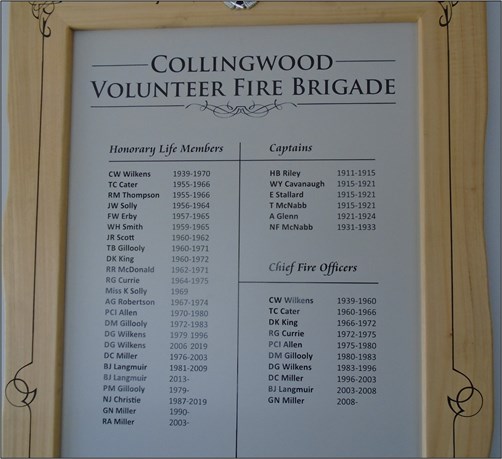 COLLINGWOOD
VOLUNTEER FIRE BRIGADE
Honorary Life Members
CW Wilkens 1939-1970
TC Cater 1955-1966
RM Thompson 1955-1966
JW Solly 1956-1964
FW Erby 1957-1965
WH Smith 1959-1965
JR Scott 1960-1962
TB Gillooly 1960-1971
DK King 1960-1972
RR McDonald 1962-1971
RG Currie 1964-1975
Miss K Solly 1969
AG Robertson 1967-1974
PCJ Allen 1970-1980
DM Gillooly 1972-1983
DG Wilkens 1979 1996
DG Wilkens 2006 2019
DC Miller 1976-2003
BJ Langmuir 1981-2009
BJ Langmuir 2013-
PM Gillooly 1979-
NJ Christie 1987-2019
GN Miller 1990-
RA Miller 2003-
Captains
HB Riley 1911-1915
WY Cavanaugh 1915-1921
E Stallard 1915-1921
T McNabb 1915-1921
A Glenn 1921-1924
NF McNabb 1931-1933
Chief Fire Officers
CW Wilkens 1939-1960
TC Cater 1960-1966
DK King 1966-1972
RG Currie 1972-1975
PCJ Allen 1975-1980
DM Gillooly 1980-1983
DG Wilkens 1983-1996
DC Miller 1996-2003
BJ Langmuir 2003-2008
GN Miller 2008-